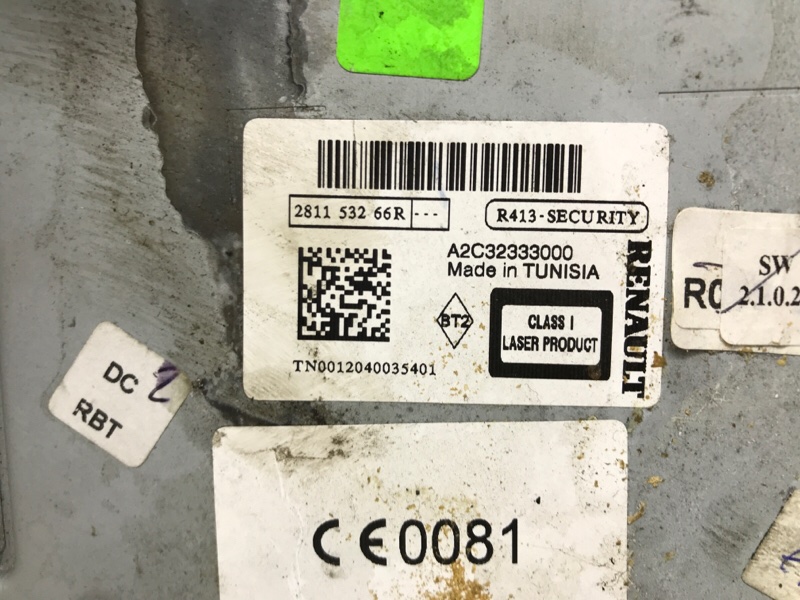 2811 532 66R ---
R413-SECURITY
A2C32333000
Made in TUNISIA
BT2
CLASS I
LASER PRODUCT
TN0012040035401
RENAULT
DC 2
RBT
SW
2.1.0.2
CE0081